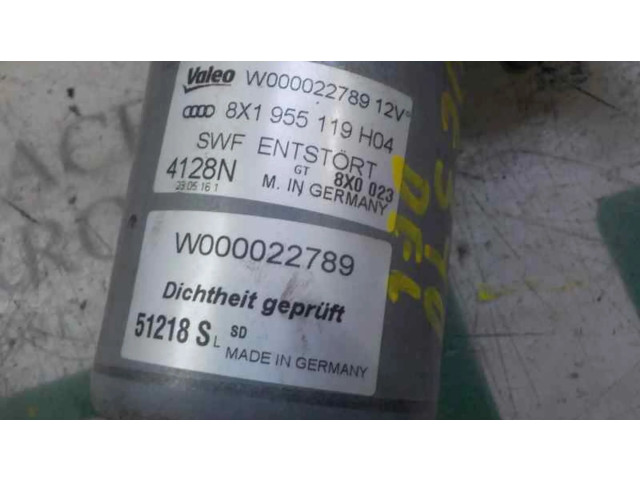 Valeo W000022789 12V=
8X1 955 119 H04
SWF ENTSTÖRT
4128N GT 8X0 023
23.05.16 1 M. IN GERMANY
W000022789
Dichtheit geprüft
51218 SL SD
MADE IN GERMANY